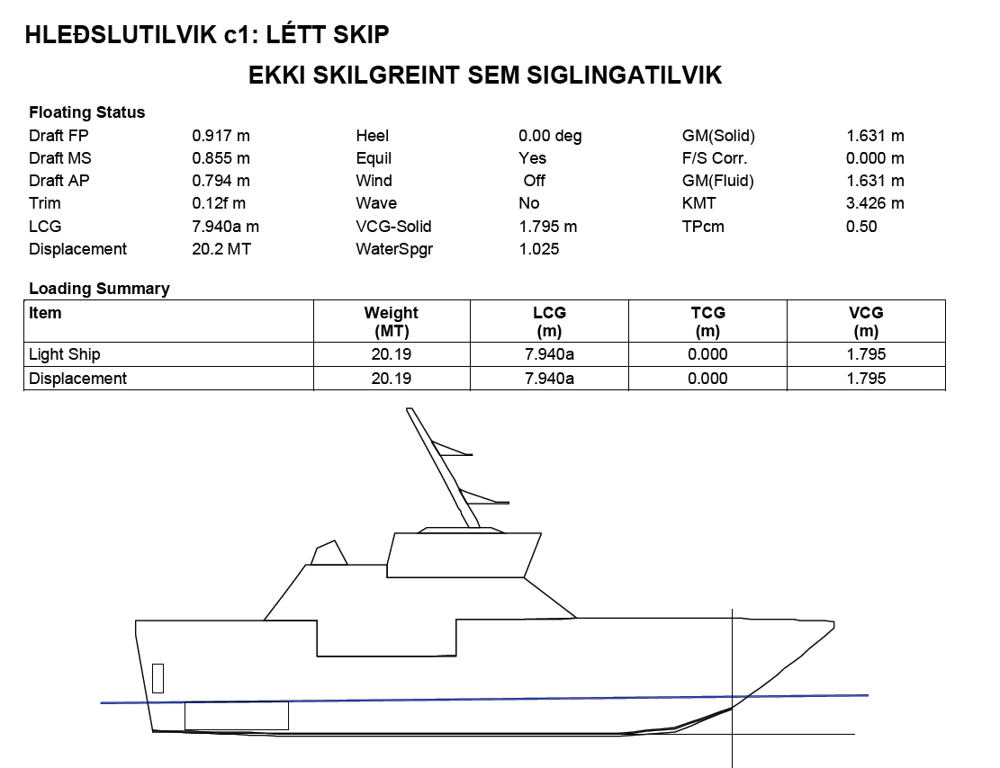 HLEÐSLUTILVIK c1: LÉTT SKIP
EKKI SKILGREINT SEM SIGLINGATILVIK
Floating Status
Draft FP 0.917 m Heel 0.00 deg GM(Solid) 1.631 m
Draft MS 0.855 m Equil Yes F/S Corr. 0.000 m
Draft AP 0.794 m Wind Off GM(Fluid) 1.631 m
Trim 0.12f m Wave No KMT 3.426 m
LCG 7.940a m VCG-Solid 1.795 m TPcm 0.50
Displacement 20.2 MT WaterSpgr 1.025
Loading Summary
Item Weight LCG TCG VCG
(MT) (m) (m) (m)
Light Ship 20.19 7.940a 0.000 1.795
Displacement 20.19 7.940a 0.000 1.795